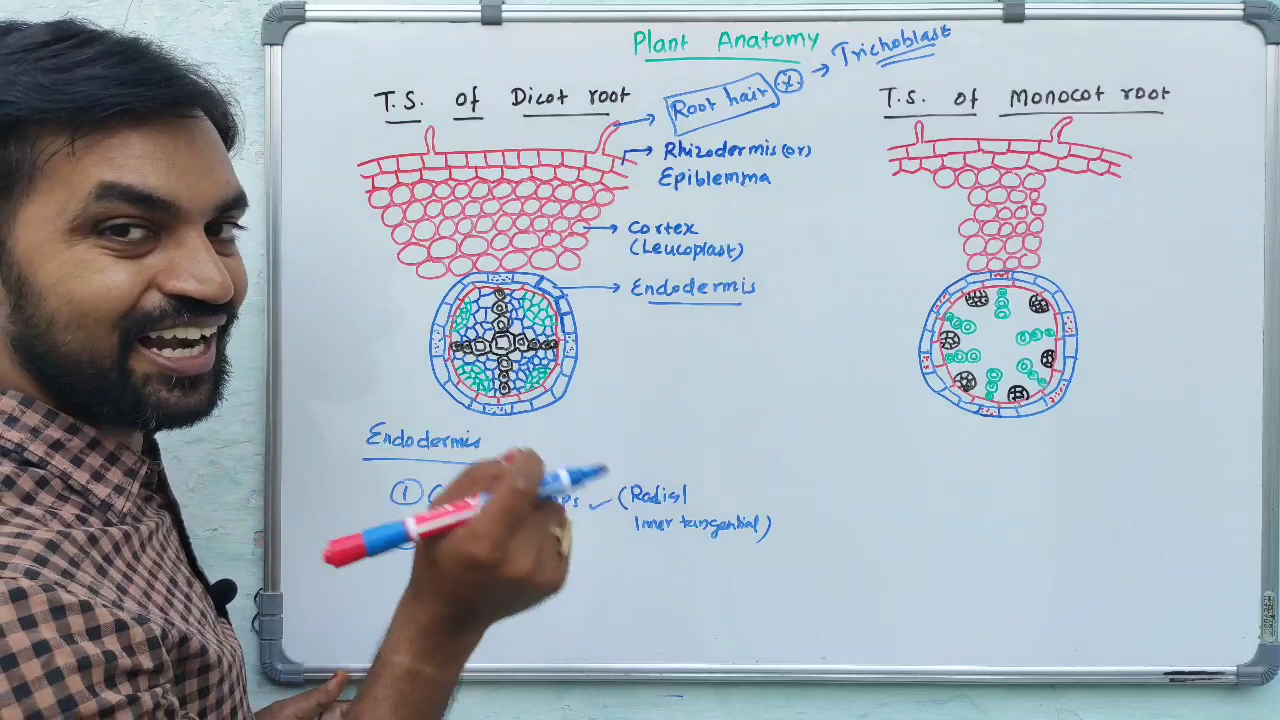 Plant Anatomy
T.S. of Dicot root
Root hair
Trichoblast
T.S. of Monocot root
Rhizodermis (or)
Epiblemma
Cortex
(Leucoplast)
Endodermis
Endodermis
① (Radial
Inner tangential)